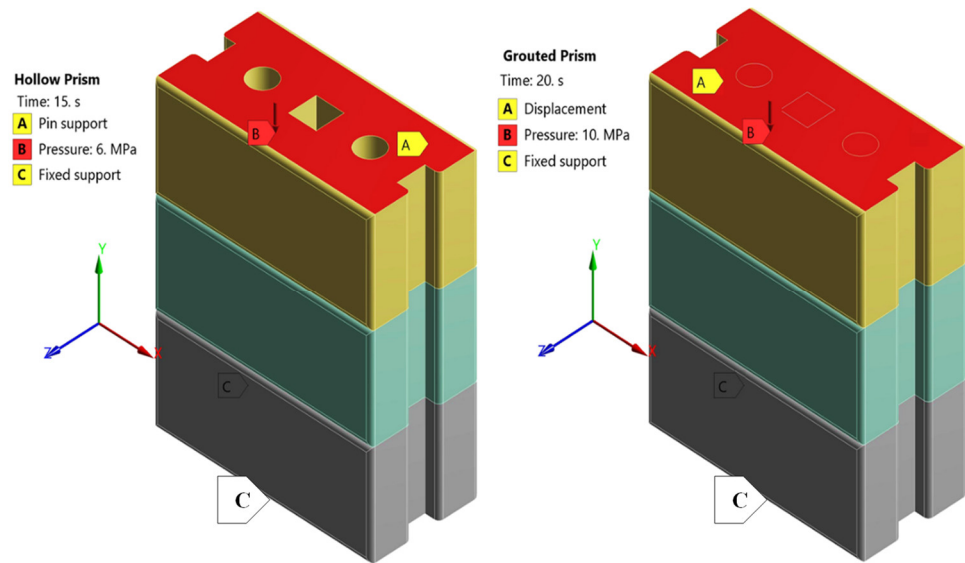 Hollow Prism
Time: 15. s
A Pin support
B Pressure: 6. MPa
C Fixed support
B
A
Y
Z
X
C
C
Grouted Prism
Time: 20. s
A Displacement
B Pressure: 10. MPa
C Fixed support
A
B
Y
Z
X
C
C